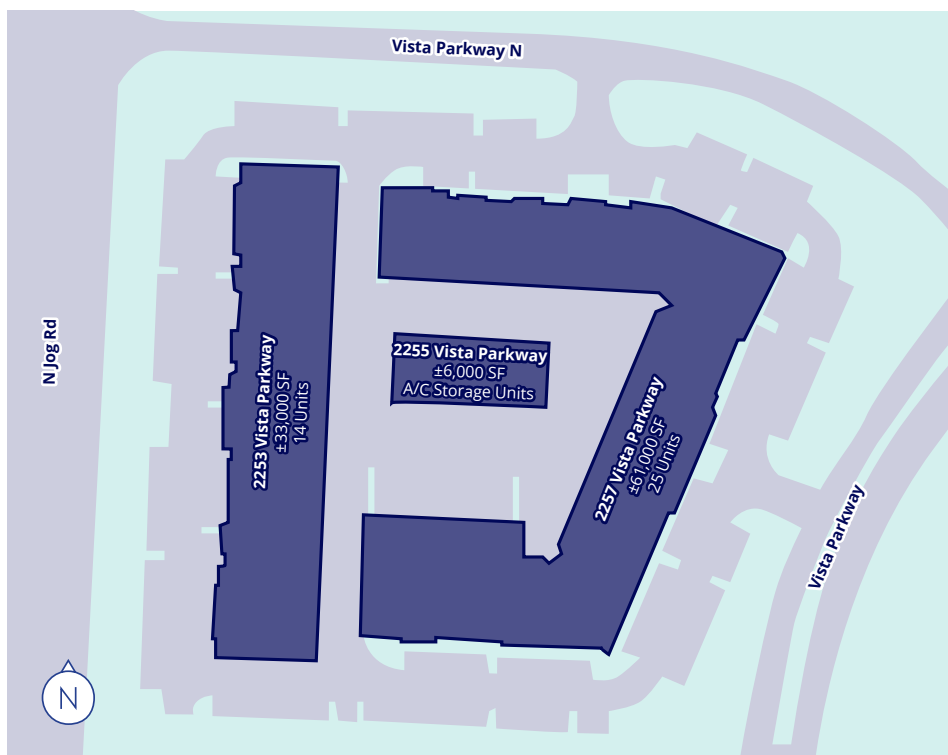 Vista Parkway N
N Jog Rd
2253 Vista Parkway
±33,000 SF
14 Units
2255 Vista Parkway
±6,000 SF
A/C Storage Units
2257 Vista Parkway
±61,000 SF
25 Units
Vista Parkway
N